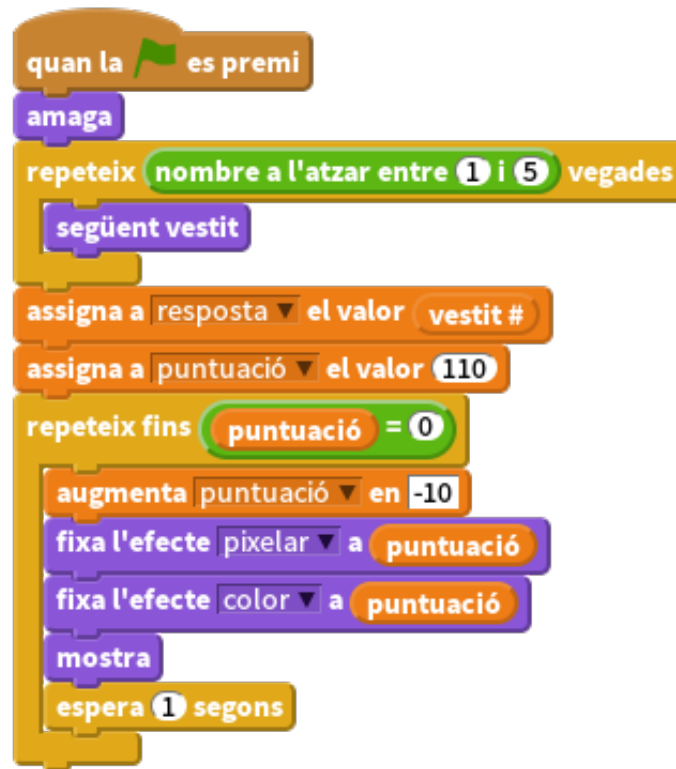 quan la es premi
amaga
repeteix nombre a l'atzar entre 1 i 5 vegades
següent vestit
assigna a resposta el valor vestit #
assigna a puntuació el valor 110
repeteix fins puntuació = 0
augmenta puntuació en -10
fixa l'efecte pixelar a puntuació
fixa l'efecte color a puntuació
mostra
espera 1 segons